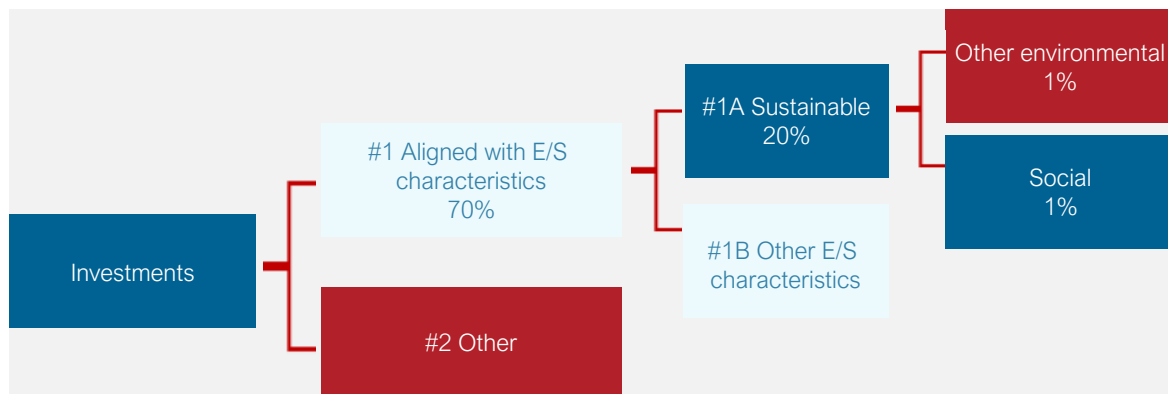 Investments
#1 Aligned with E/S
characteristics
70%
#2 Other
#1A Sustainable
20%
#1B Other E/S
characteristics
Other environmental
1%
Social
1%